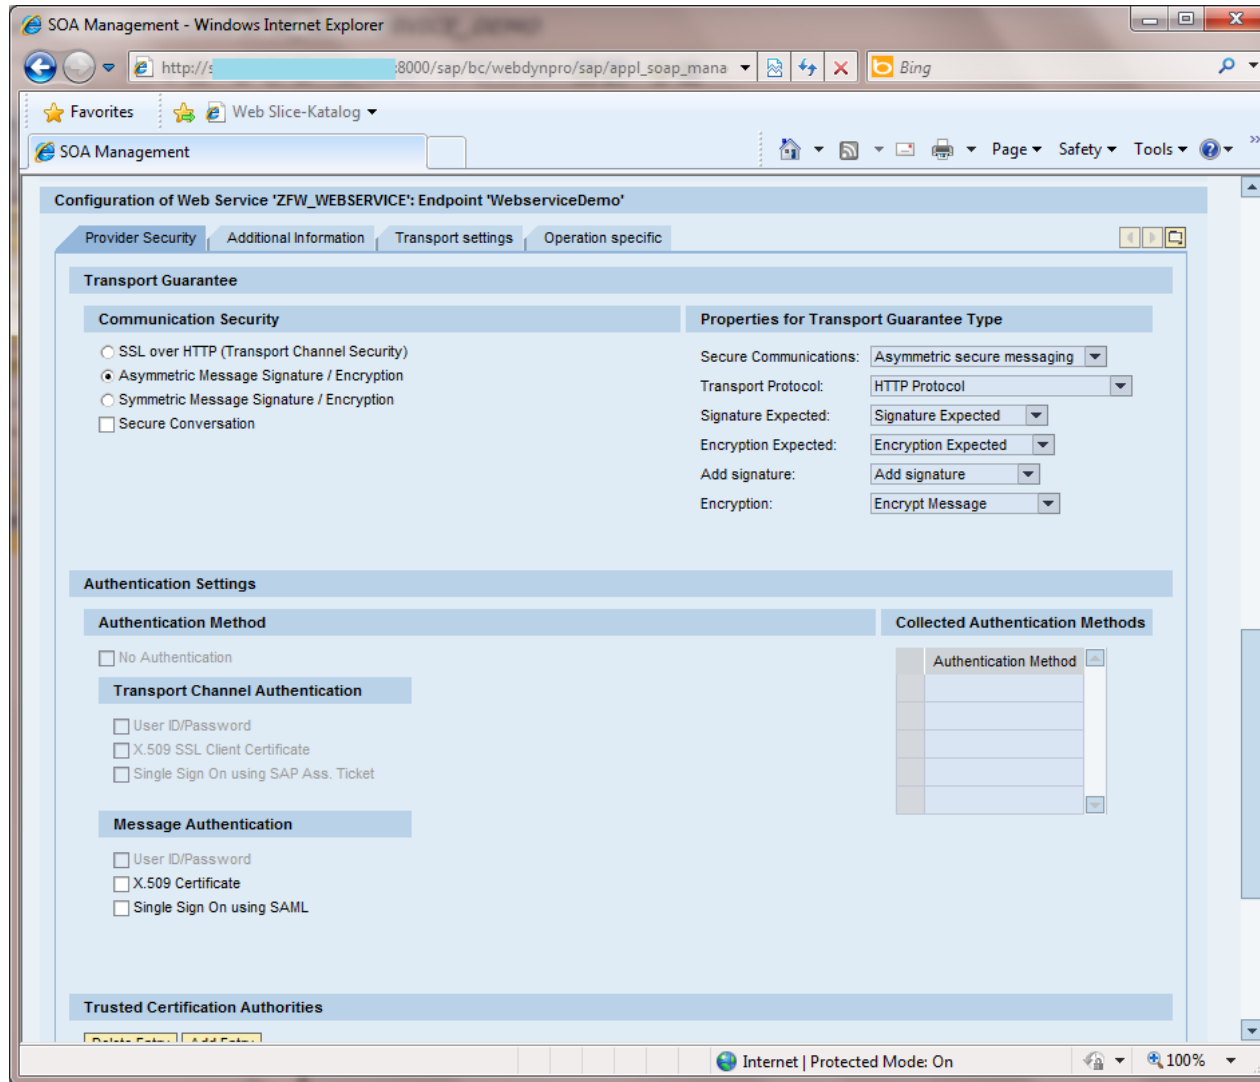 SOA Management - Windows Internet Explorer
http://s :8000/sap/bc/webdynpro/sap/appl_soap_mana
Bing
Favorites Web Slice-Katalog
SOA Management Page Safety Tools
Configuration of Web Service 'ZFW_WEBSERVICE': Endpoint 'WebserviceDemo'
Provider Security Additional Information Transport settings Operation specific
Transport Guarantee
Communication Security
SSL over HTTP (Transport Channel Security)
Asymmetric Message Signature / Encryption
Symmetric Message Signature / Encryption
Secure Conversation
Properties for Transport Guarantee Type
Secure Communications: Asymmetric secure messaging
Transport Protocol: HTTP Protocol
Signature Expected: Signature Expected
Encryption Expected: Encryption Expected
Add signature: Add signature
Encryption: Encrypt Message
Authentication Settings
Authentication Method
No Authentication
Transport Channel Authentication
User ID/Password
X.509 SSL Client Certificate
Single Sign On using SAP Ass. Ticket
Message Authentication
User ID/Password
X.509 Certificate
Single Sign On using SAML
Collected Authentication Methods
Authentication Method
Trusted Certification Authorities
Delete Entry Add Entry
Internet | Protected Mode: On 100%